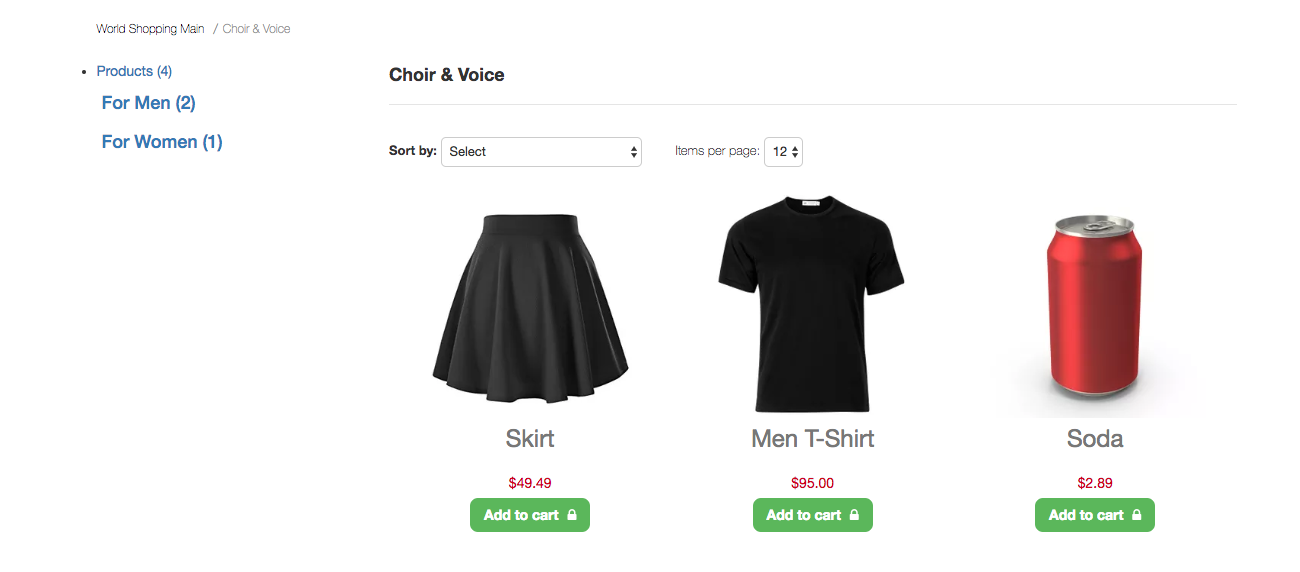 World Shopping Main / Choir & Voice
Products (4)
For Men (2)
For Women (1)
Choir & Voice
Sort by: Select Items per page: 12
Skirt Men T-Shirt Soda
$49.49 $95.00 $2.89
Add to cart Add to cart Add to cart